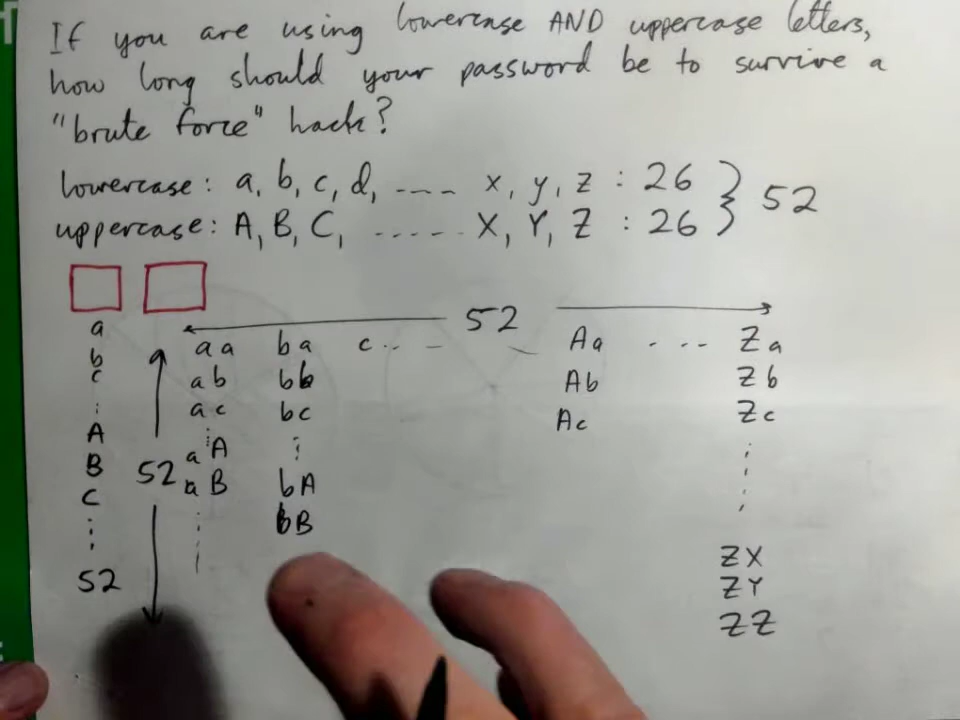 If you are using lowercase AND uppercase letters,
how long should your password be to survive a
"brute force" hack?
lowercase: a, b, c, d, ---- x, y, z : 26 } 52
uppercase: A, B, C, ...... X, Y, Z : 26
52
a
b
c
:
A
B
C
⋮
52
52
aa ba c.. - Aa - - - Za
ab bb Ab Zb
ac bc Ac Zc
aA
aB bA
bB
ZX
ZY
ZZ